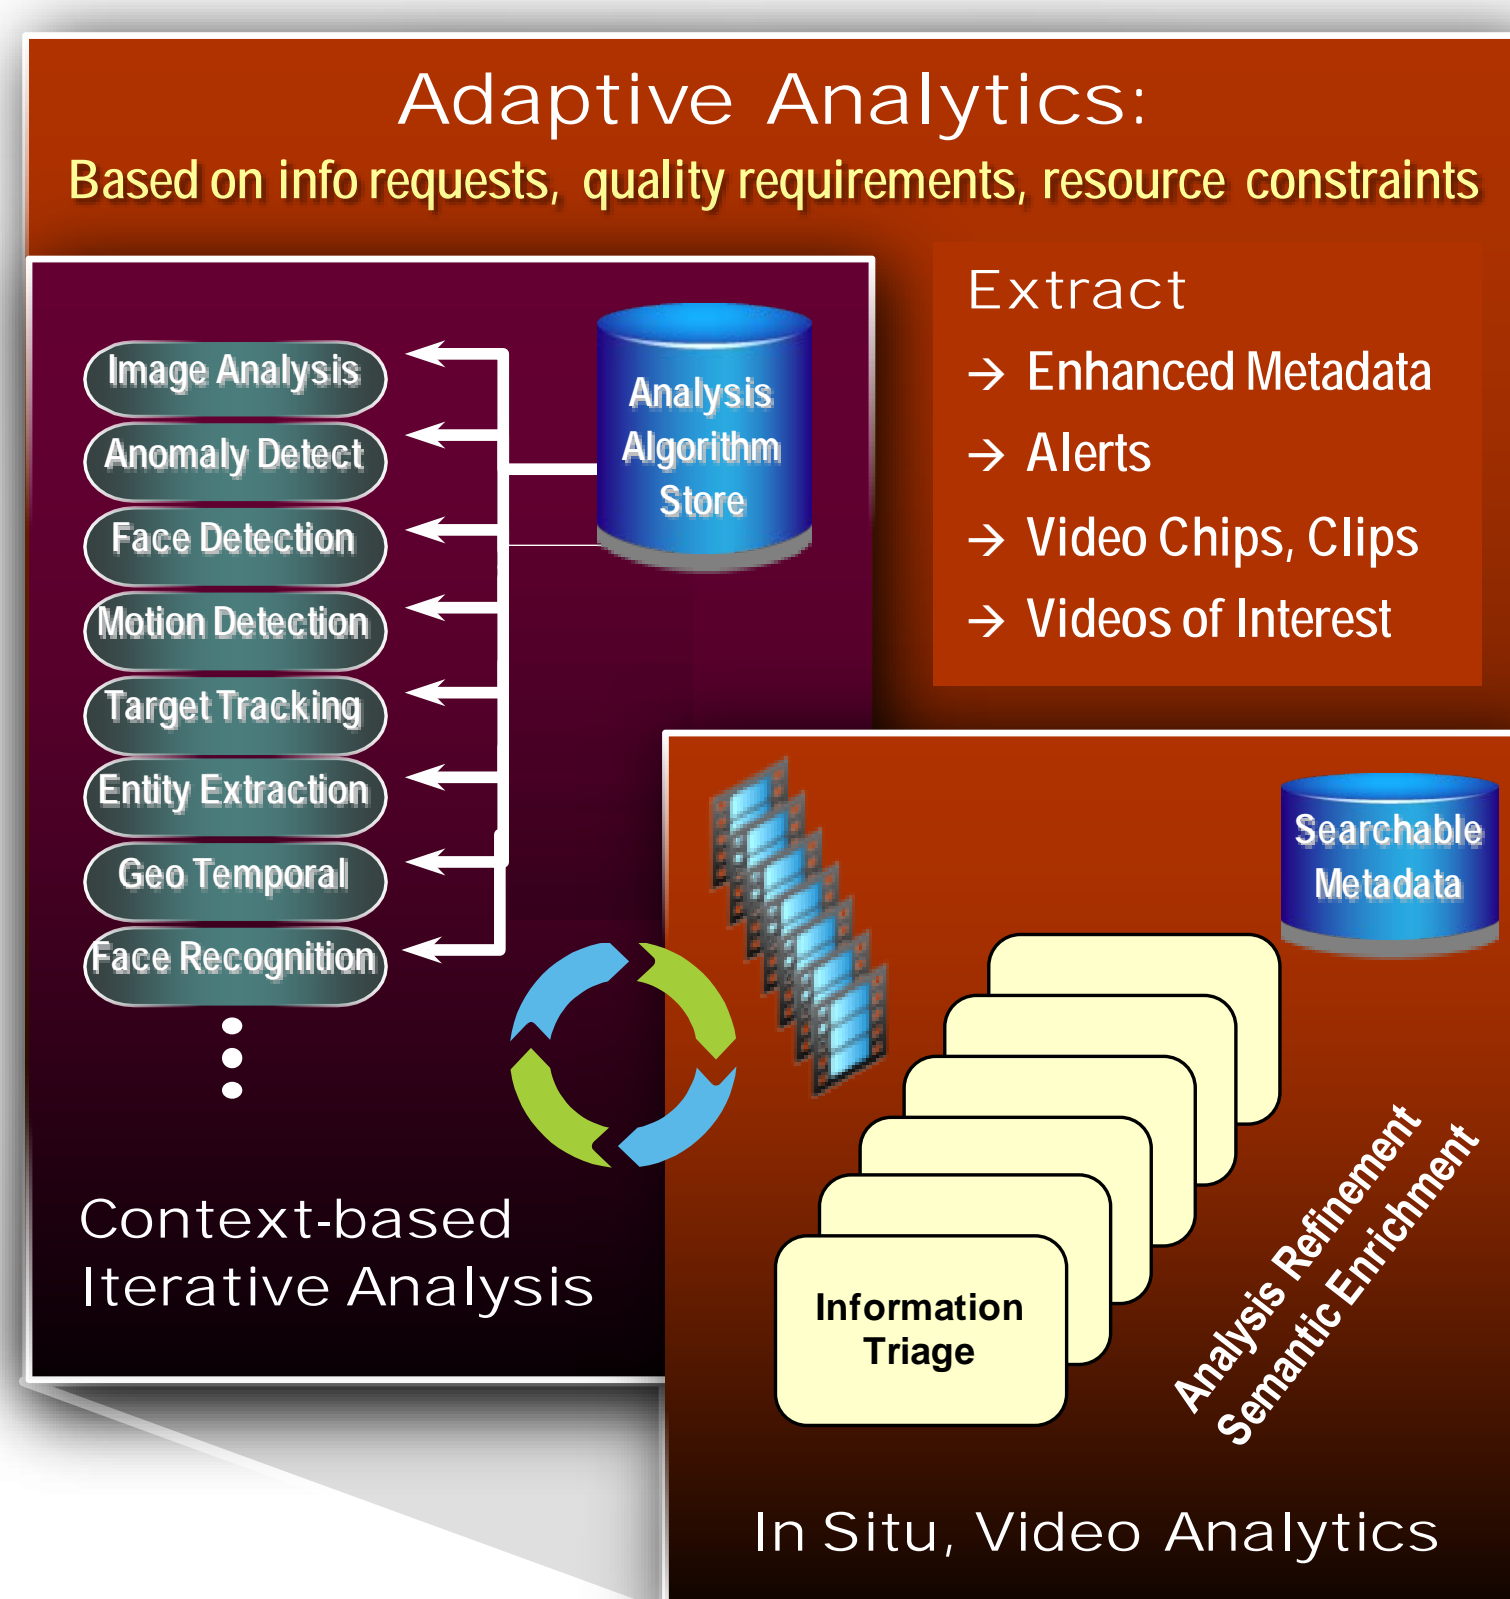 Adaptive Analytics:
Based on info requests, quality requirements, resource constraints
Image Analysis
Anomaly Detect
Face Detection
Motion Detection
Target Tracking
Entity Extraction
Geo Temporal
Face Recognition
Analysis
Algorithm
Store
Context-based
Iterative Analysis
Extract
→ Enhanced Metadata
→ Alerts
→ Video Chips, Clips
→ Videos of Interest
Searchable
Metadata
Information
Triage
Analysis Refinement
Semantic Enrichment
In Situ, Video Analytics